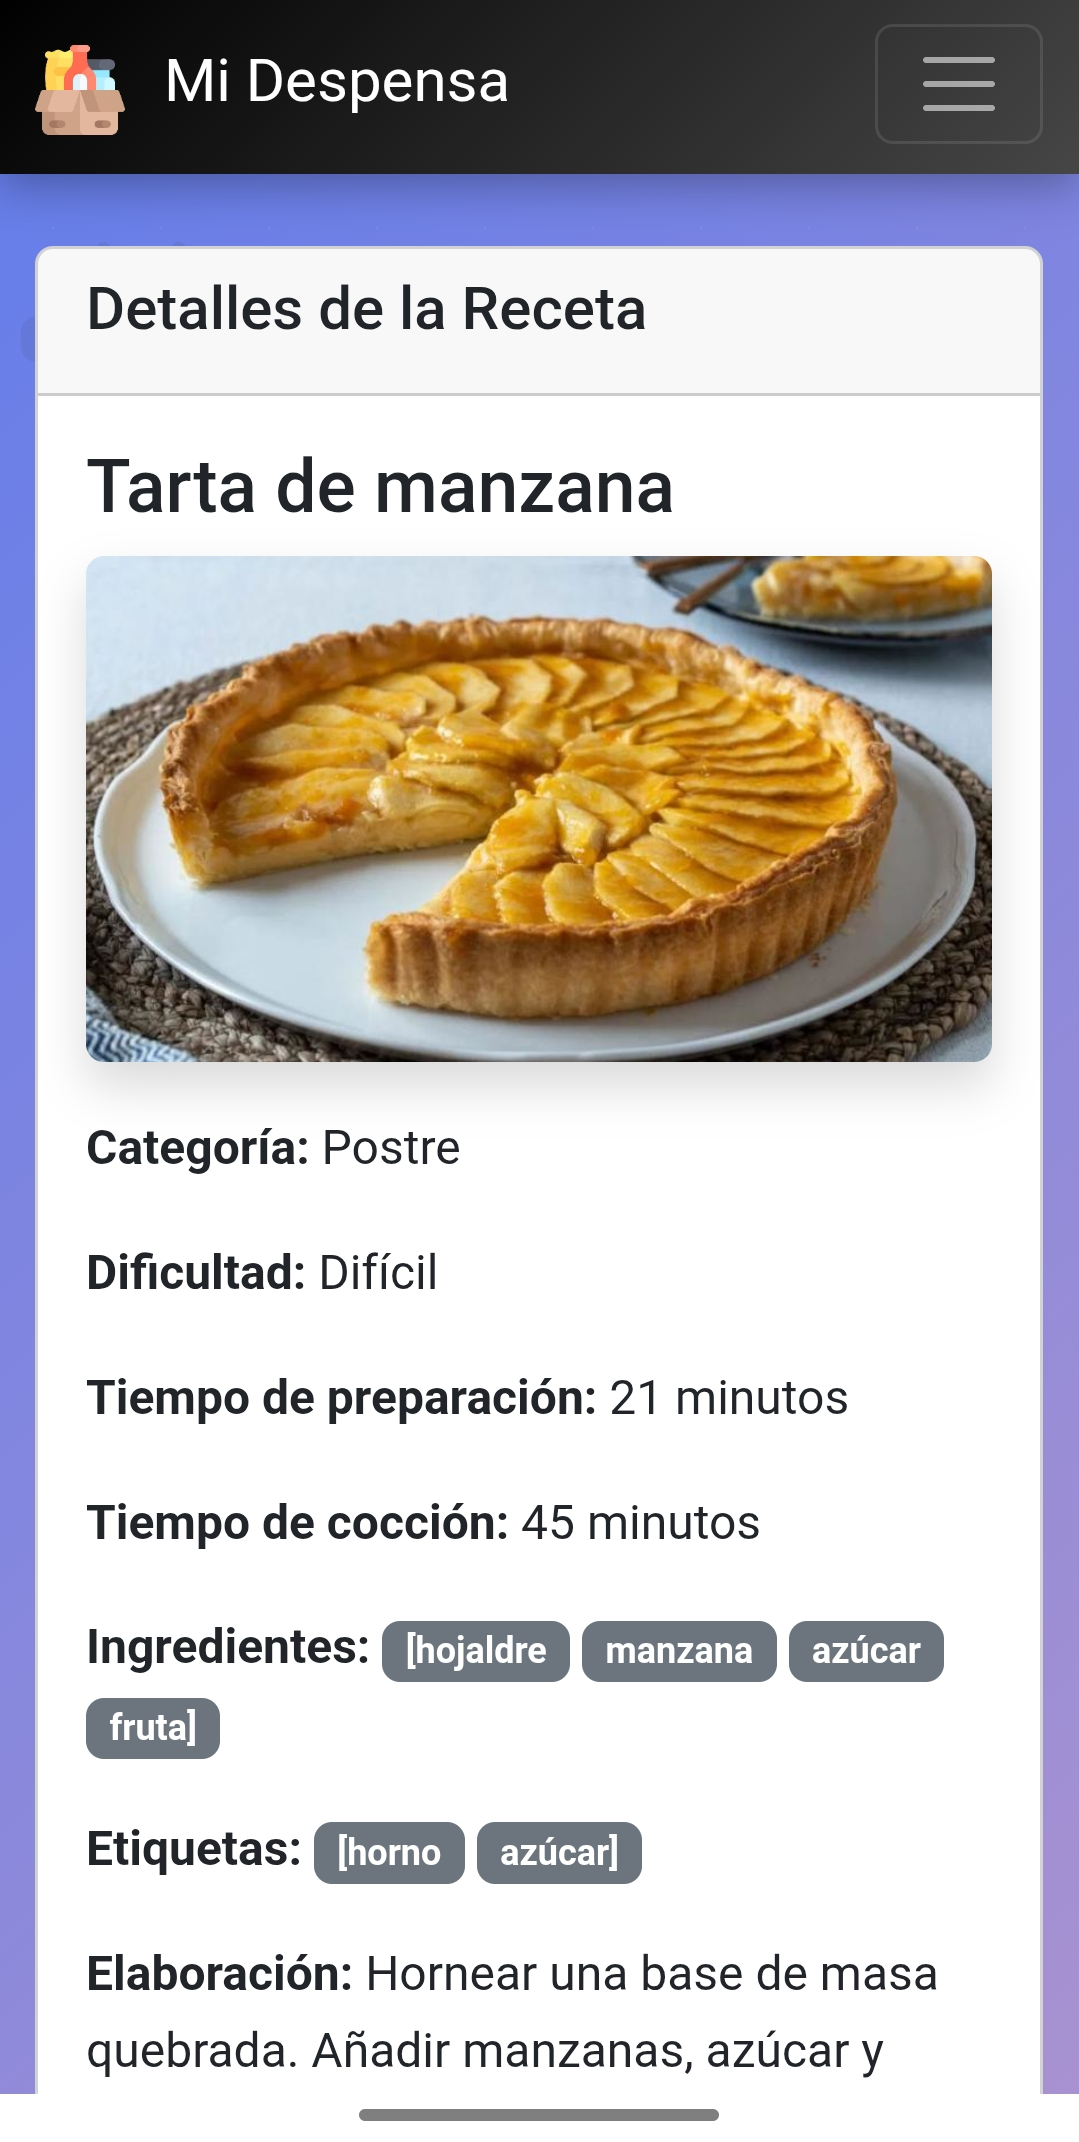 Mi Despensa
Detalles de la Receta
Tarta de manzana
Categoría: Postre
Dificultad: Difícil
Tiempo de preparación: 21 minutos
Tiempo de cocción: 45 minutos
Ingredientes: [hojaldre manzana azúcar
fruta]
Etiquetas: [horno azúcar]
Elaboración: Hornear una base de masa
quebrada. Añadir manzanas, azúcar y